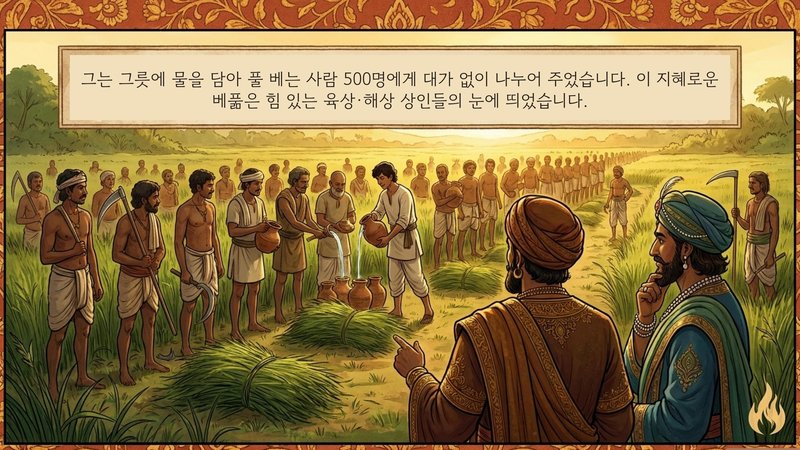 그는 그릇에 물을 담아 풀 베는 사람 500명에게 대가 없이 나누어 주었습니다. 이 지혜로운
베풂은 힘 있는 육상·해상 상인들의 눈에 띄었습니다.